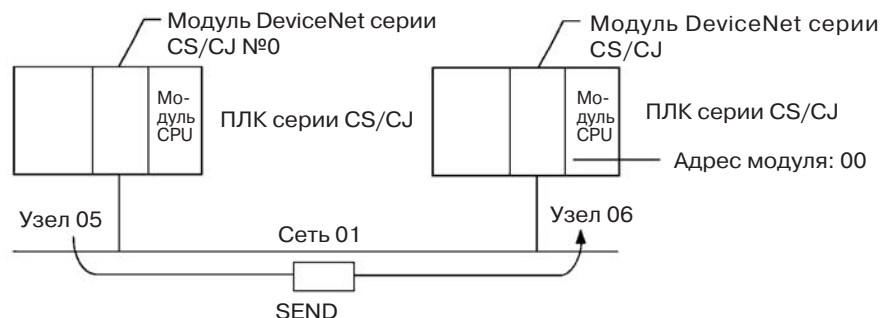 Модуль DeviceNet серии
CS/CJ №0
Модуль DeviceNet серии
CS/CJ
Мо-
дуль
CPU
ПЛК серии CS/CJ
Мо-
дуль
CPU
ПЛК серии CS/CJ
Адрес модуля: 00
Узел 05
Сеть 01
Узел 06
SEND